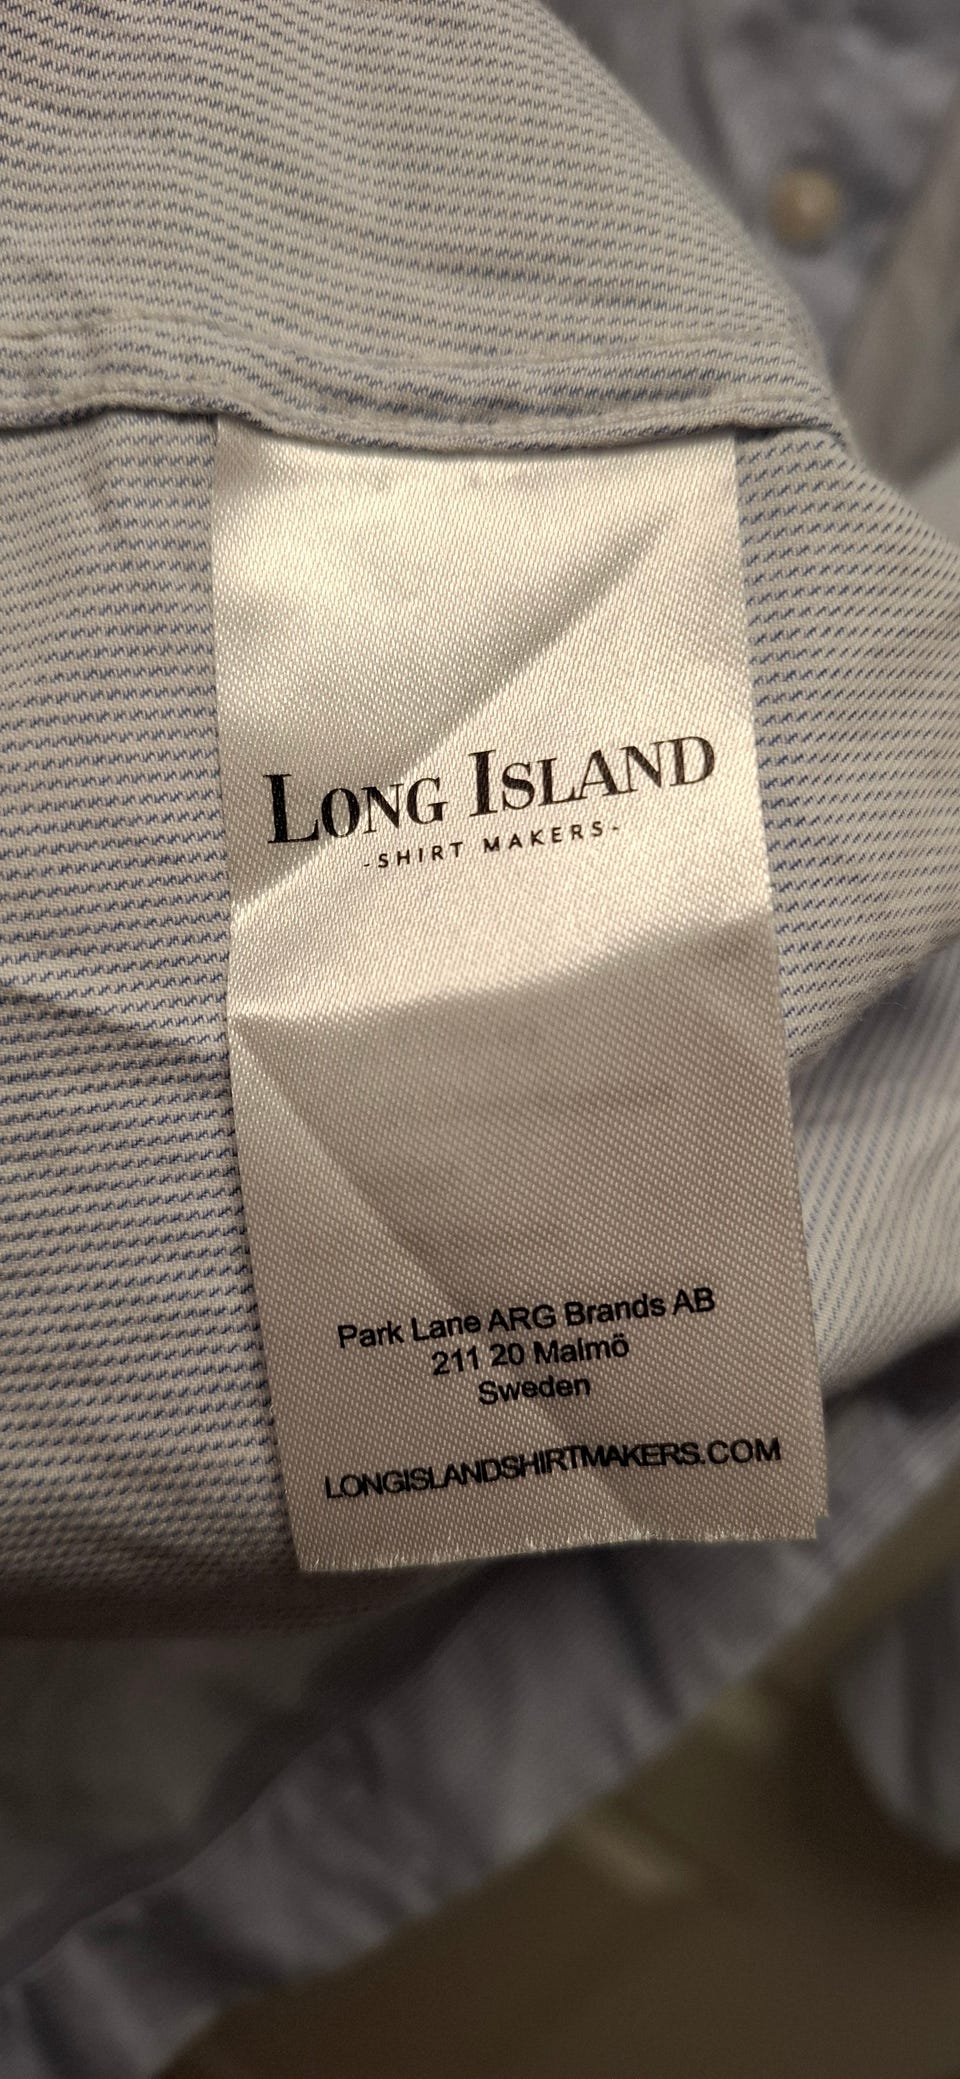 LONG ISLAND
-SHIRT MAKERS-
Park Lane ARG Brands AB
211 20 Malmö
Sweden
LONGISLANDSHIRTMAKERS.COM